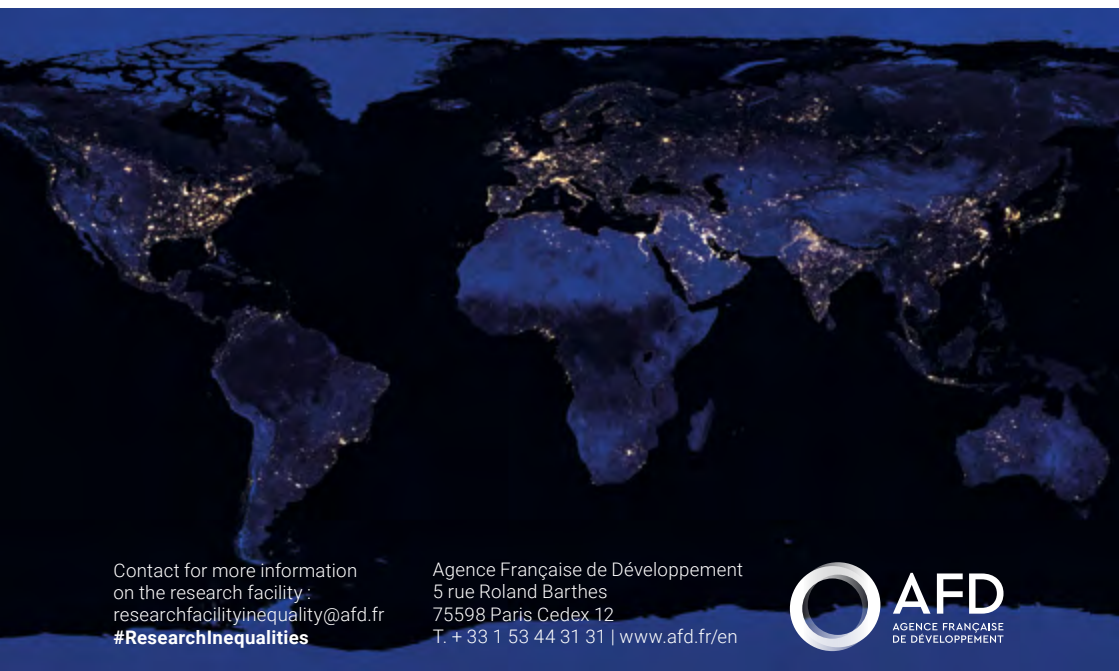 Contact for more information
on the research facility :
researchfacilityinequality@afd.fr
#ResearchInequalities
Agence Française de Développement
5 rue Roland Barthes
75598 Paris Cedex 12
T. + 33 1 53 44 31 31 | www.afd.fr/en
AFD
AGENCE FRANÇAISE
DE DÉVELOPPEMENT